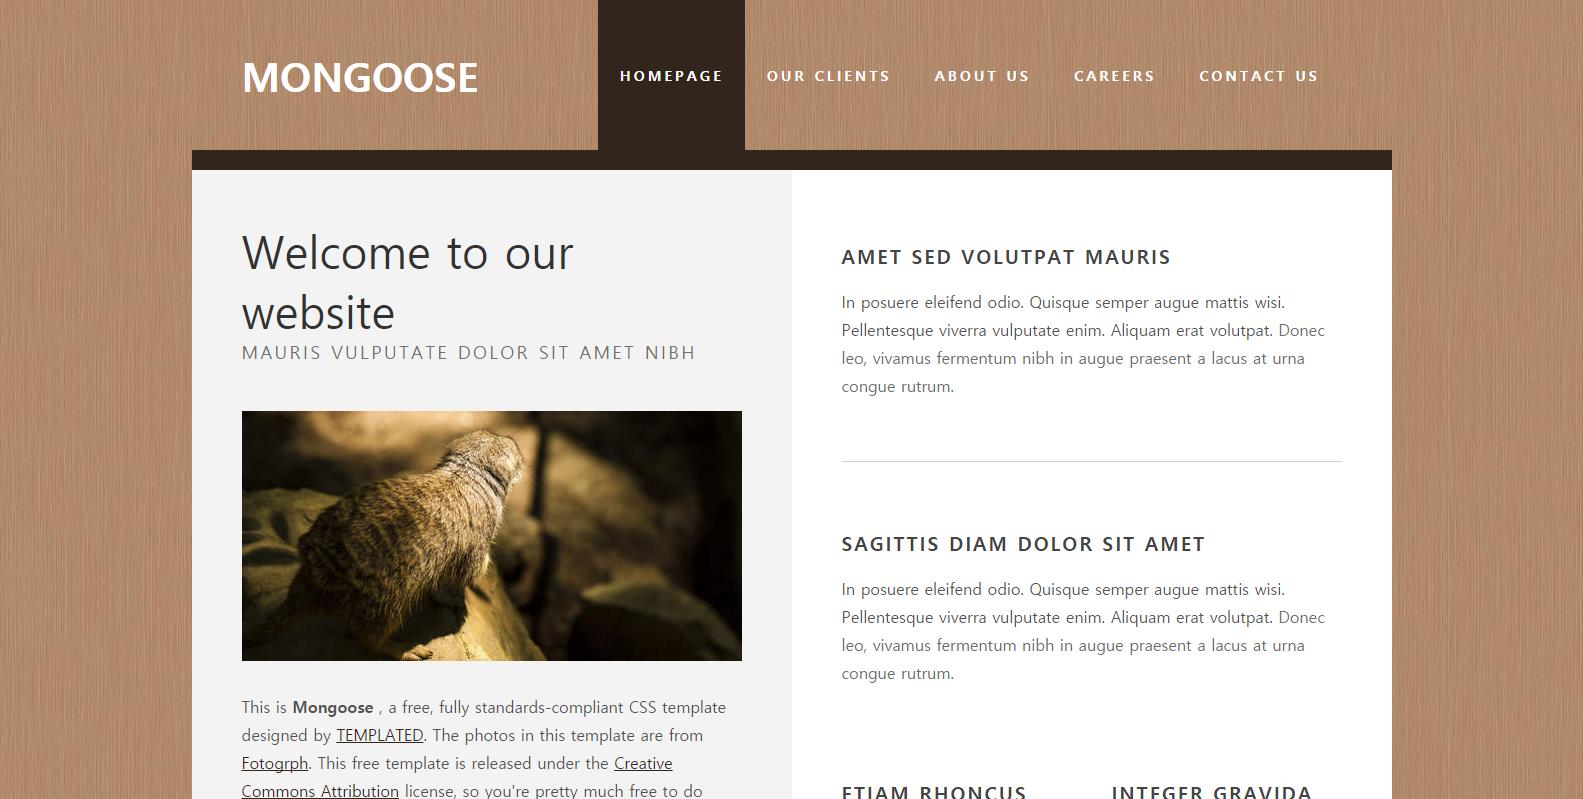 MONGOOSE
HOMEPAGE
OUR CLIENTS
ABOUT US
CAREERS
CONTACT US
Welcome to our
website
MAURIS VULPUTATE DOLOR SIT AMET NIBH
This is Mongoose , a free, fully standards-compliant CSS template
designed by TEMPLATED. The photos in this template are from
Fotogrph. This free template is released under the Creative
Commons Attribution license, so you're pretty much free to do
AMET SED VOLUTPAT MAURIS
In posuere eleifend odio. Quisque semper augue mattis wisi.
Pellentesque viverra vulputate enim. Aliquam erat volutpat. Donec
leo, vivamus fermentum nibh in augue praesent a lacus at urna
congue rutrum.
SAGITTIS DIAM DOLOR SIT AMET
In posuere eleifend odio. Quisque semper augue mattis wisi.
Pellentesque viverra vulputate enim. Aliquam erat volutpat. Donec
leo, vivamus fermentum nibh in augue praesent a lacus at urna
congue rutrum.
ETIAM RHONCUS
INTEGER GRAVIDA